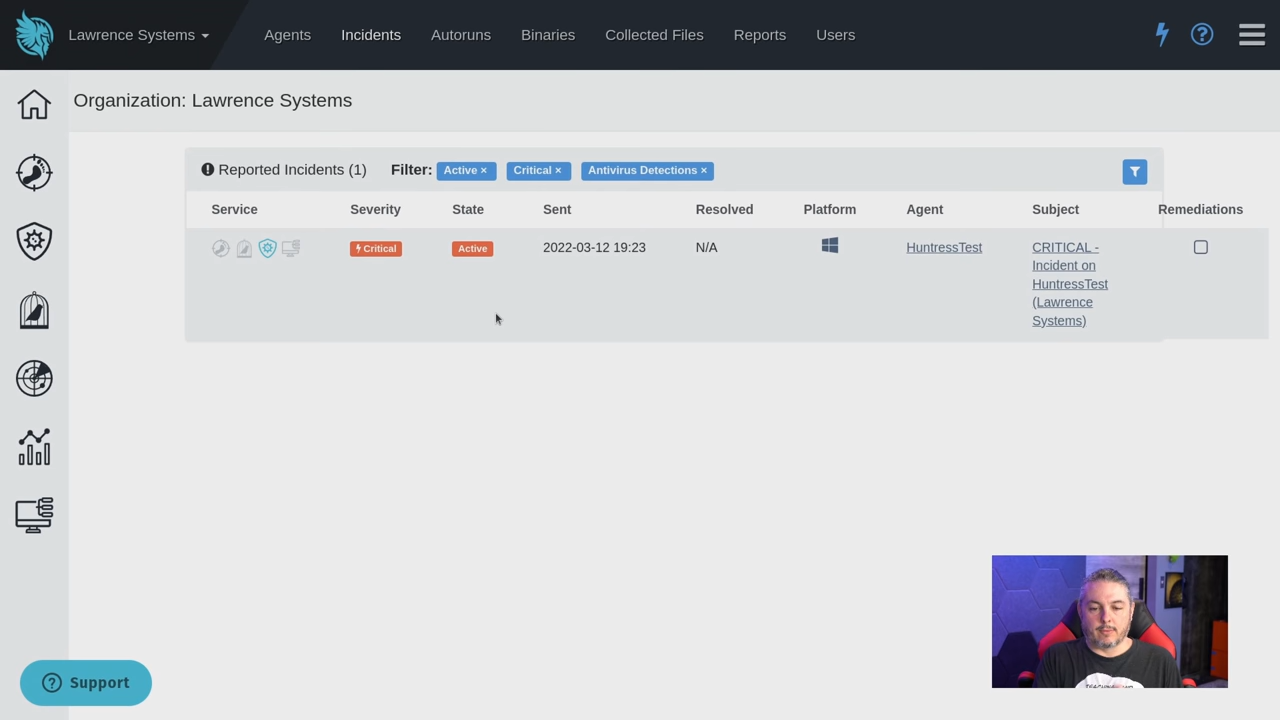 Lawrence Systems Agents Incidents Autoruns Binaries Collected Files Reports Users
Organization: Lawrence Systems
Reported Incidents (1) Filter: Active × Critical × Antivirus Detections ×
Service Severity State Sent Resolved Platform Agent Subject Remediations
Critical Active 2022-03-12 19:23 N/A HuntressTest CRITICAL -
Incident on
HuntressTest
(Lawrence
Systems)
Support